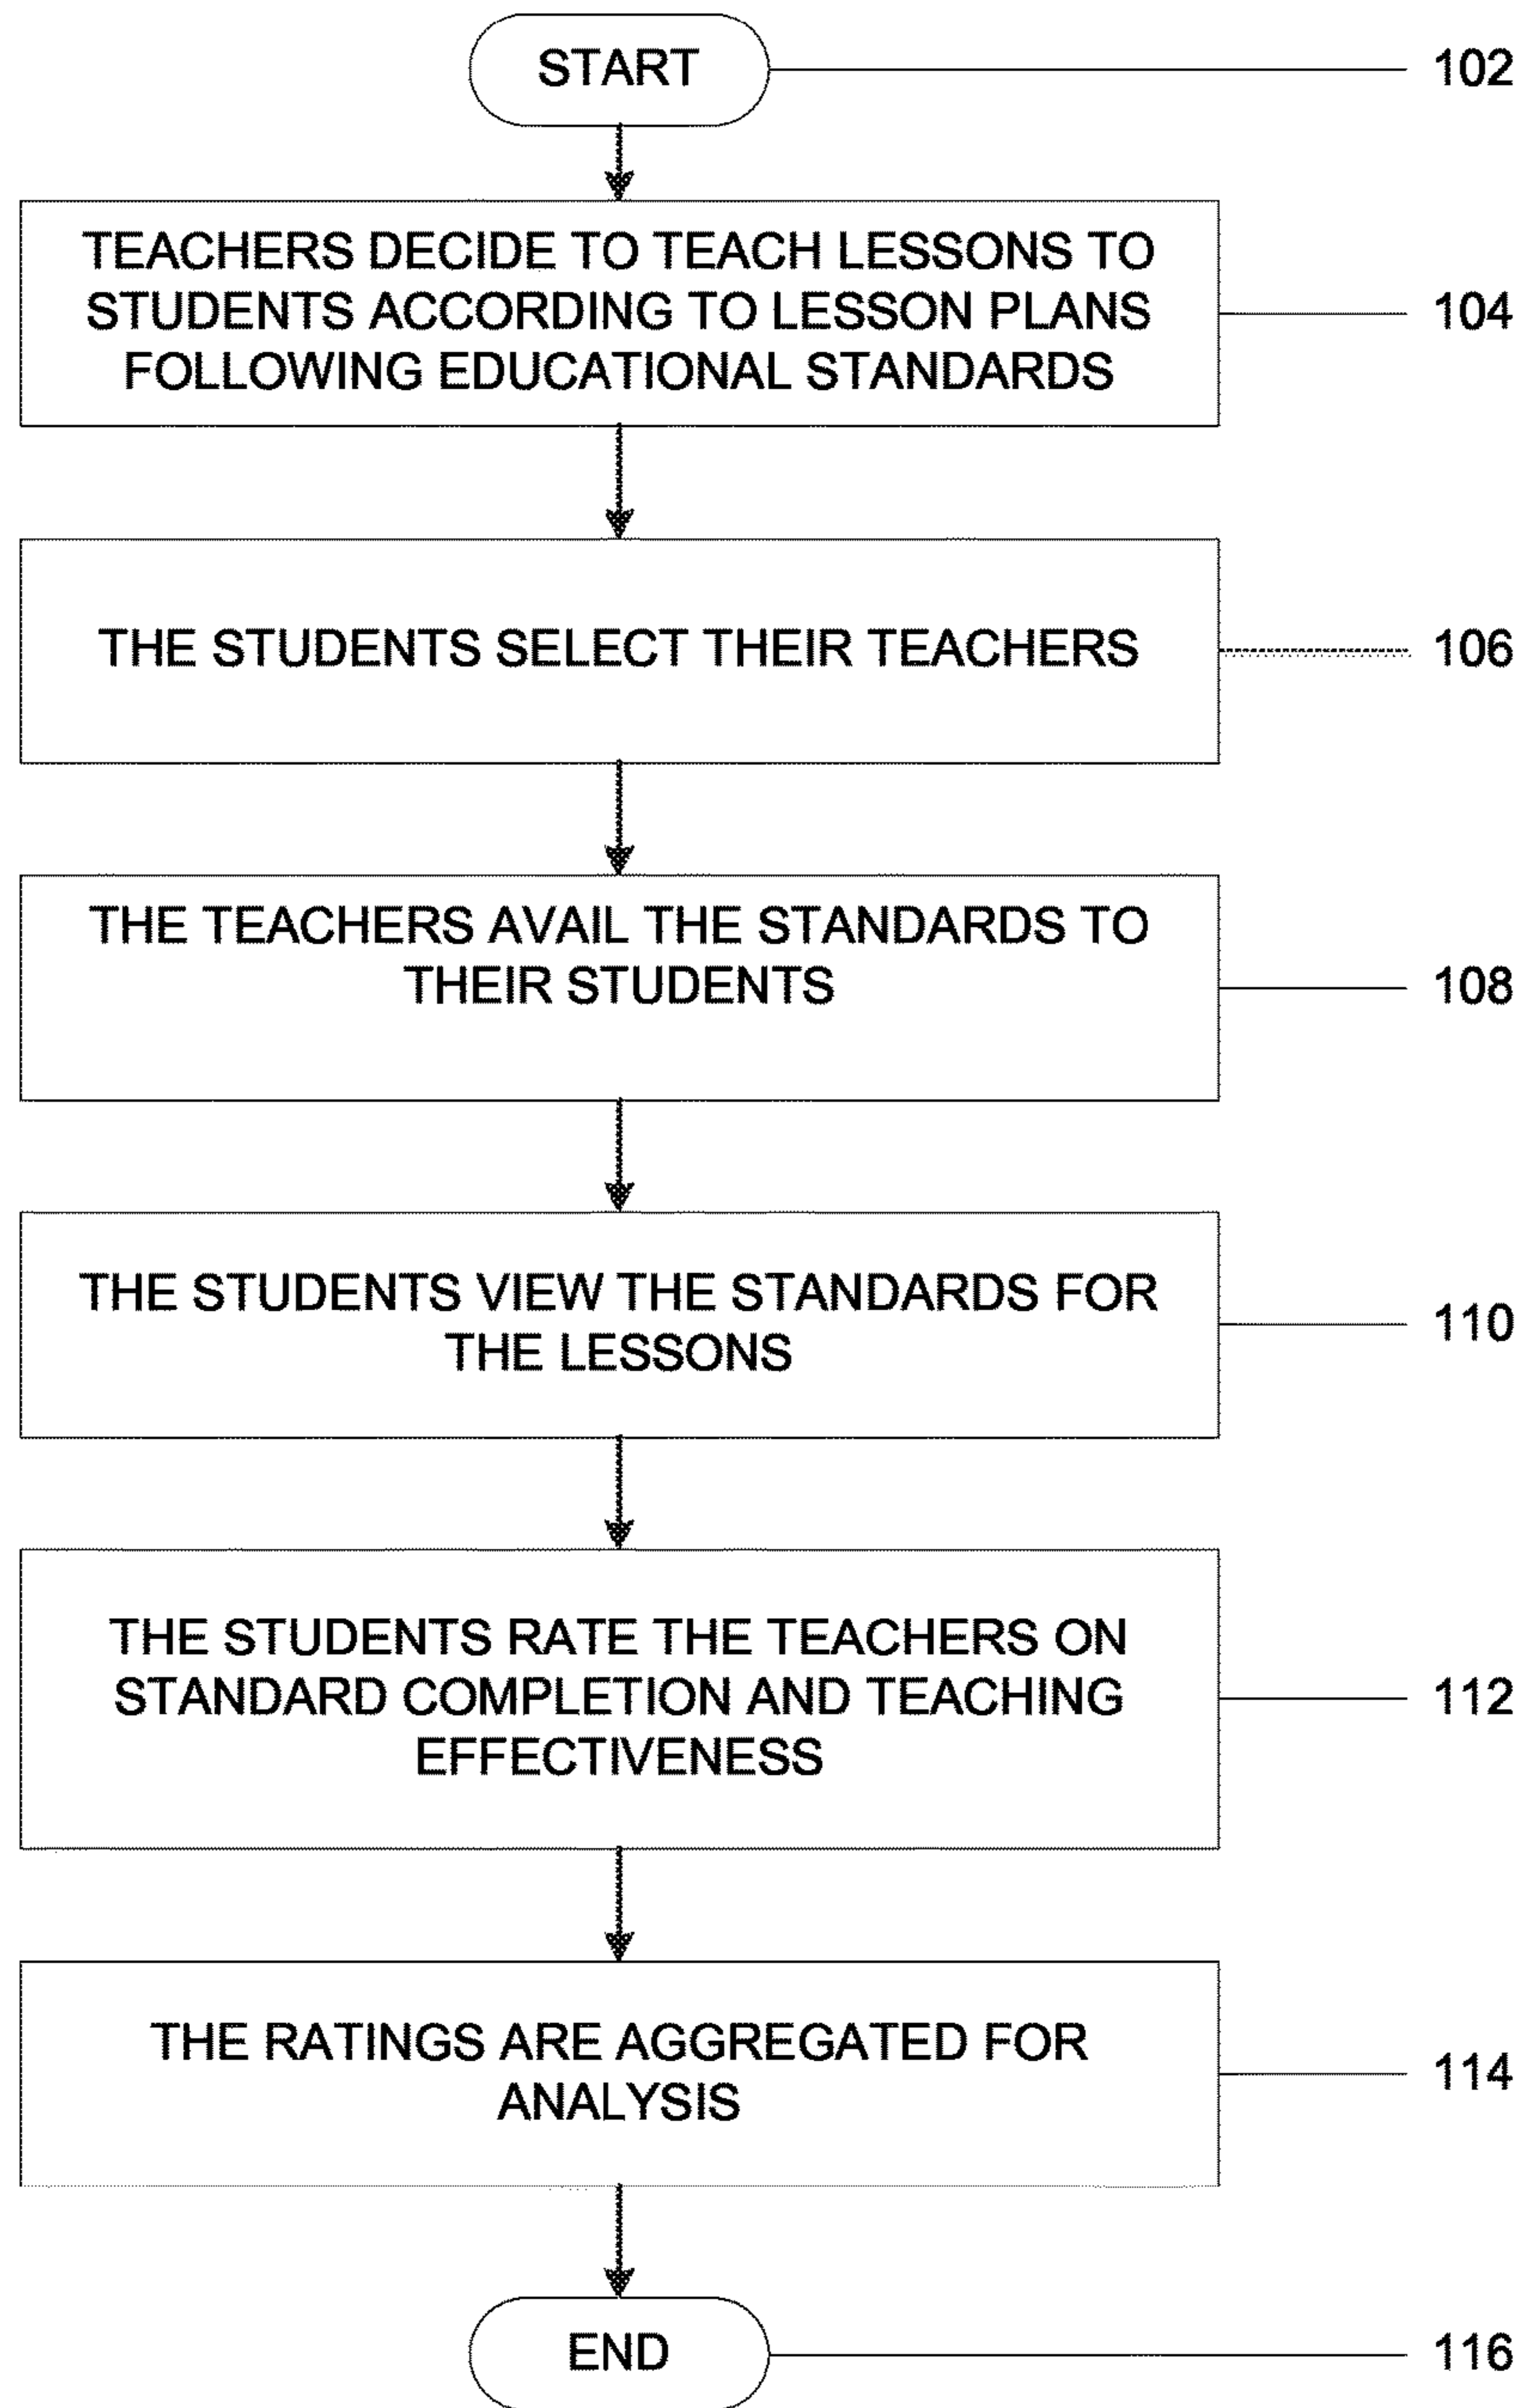 START
102
TEACHERS DECIDE TO TEACH LESSONS TO
STUDENTS ACCORDING TO LESSON PLANS
FOLLOWING EDUCATIONAL STANDARDS
104
THE STUDENTS SELECT THEIR TEACHERS
106
THE TEACHERS AVAIL THE STANDARDS TO
THEIR STUDENTS
108
THE STUDENTS VIEW THE STANDARDS FOR
THE LESSONS
110
THE STUDENTS RATE THE TEACHERS ON
STANDARD COMPLETION AND TEACHING
EFFECTIVENESS
112
THE RATINGS ARE AGGREGATED FOR
ANALYSIS
114
END
116